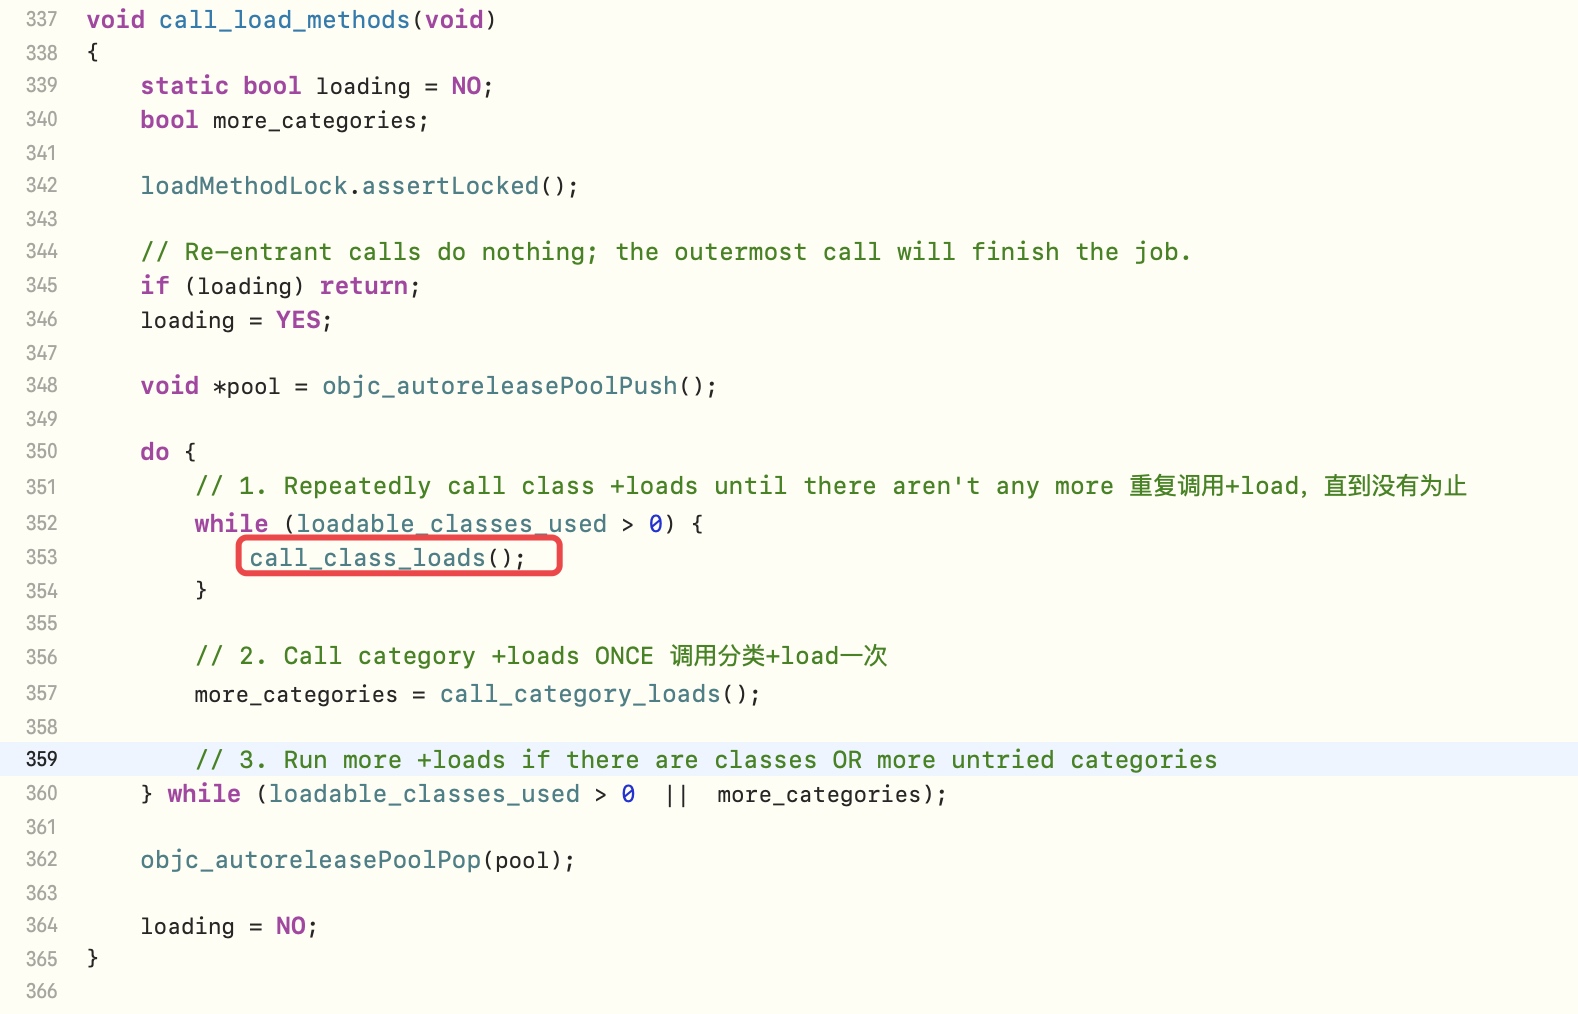 337 void call_load_methods(void)
338 {
339     static bool loading = NO;
340     bool more_categories;
341
342     loadMethodLock.assertLocked();
343
344     // Re-entrant calls do nothing; the outermost call will finish the job.
345     if (loading) return;
346     loading = YES;
347
348     void *pool = objc_autoreleasePoolPush();
349
350     do {
351         // 1. Repeatedly call class +loads until there aren't any more 重复调用+load，直到没有为止
352         while (loadable_classes_used > 0) {
353             call_class_loads();
354         }
355
356         // 2. Call category +loads ONCE 调用分类+load一次
357         more_categories = call_category_loads();
358
359         // 3. Run more +loads if there are classes OR more untried categories
360     } while (loadable_classes_used > 0  ||  more_categories);
361
362     objc_autoreleasePoolPop(pool);
363
364     loading = NO;
365 }
366